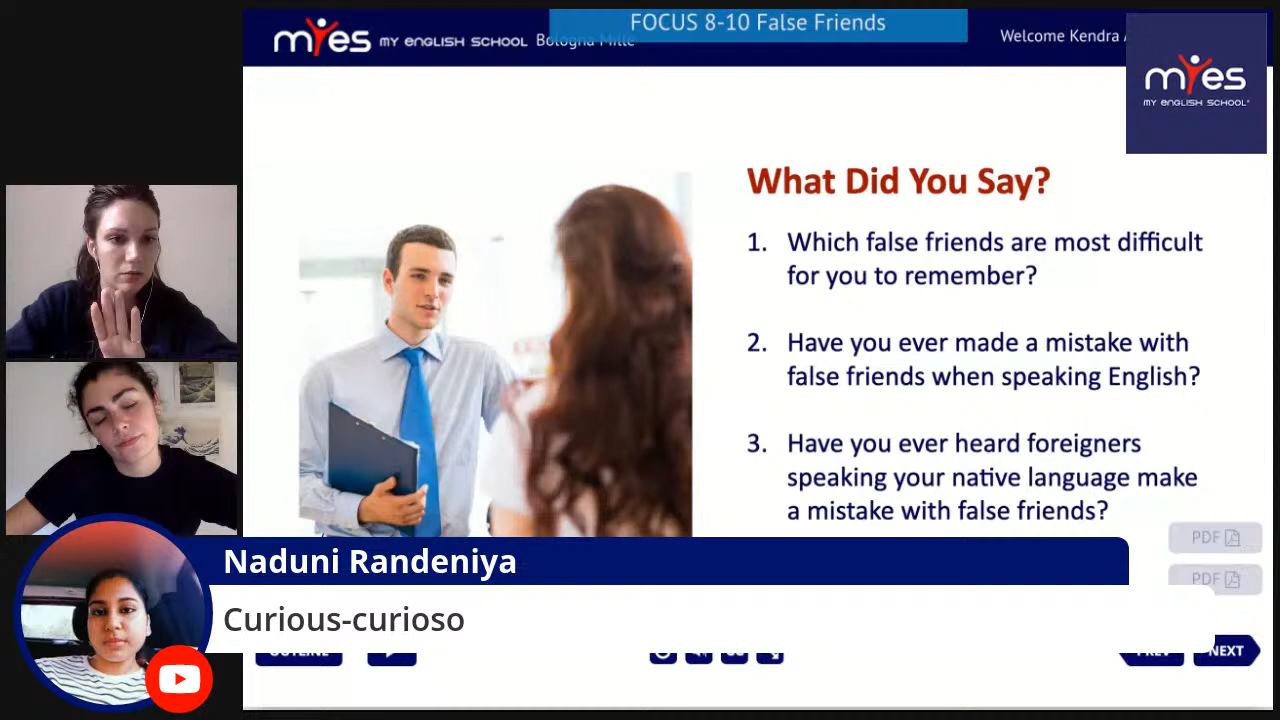 FOCUS 8-10 False Friends
myes MY ENGLISH SCHOOL Bologna Mille
Welcome Kendra A
myes
MY ENGLISH SCHOOL
What Did You Say?
1. Which false friends are most difficult
for you to remember?
2. Have you ever made a mistake with
false friends when speaking English?
3. Have you ever heard foreigners
speaking your native language make
a mistake with false friends?
PDF
PDF
Naduni Randeniya
Curious-curioso
OUTLINE
PREV
NEXT